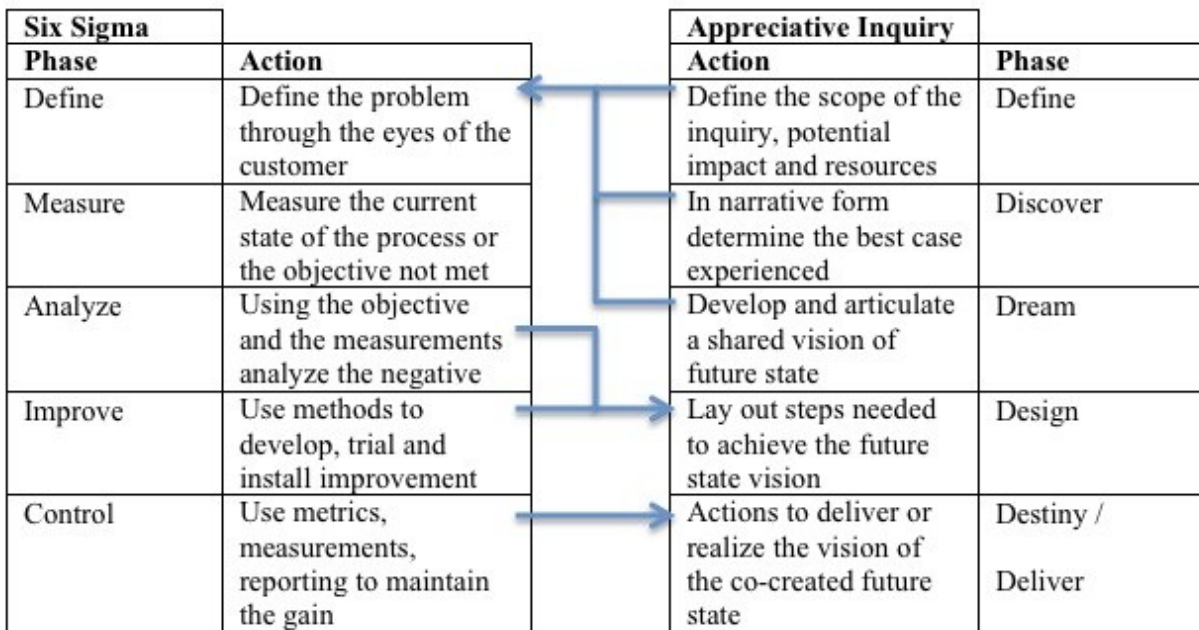 Six Sigma
Phase Action
Define Define the problem
through the eyes of the
customer
Measure Measure the current
state of the process or
the objective not met
Analyze Using the objective
and the measurements
analyze the negative
Improve Use methods to
develop, trial and
install improvement
Control Use metrics,
measurements,
reporting to maintain
the gain
Appreciative Inquiry
Action Phase
Define the scope of the Define
inquiry, potential
impact and resources
In narrative form Discover
determine the best case
experienced
Develop and articulate Dream
a shared vision of
future state
Lay out steps needed Design
to achieve the future
state vision
Actions to deliver or Destiny /
realize the vision of
the co-created future Deliver
state